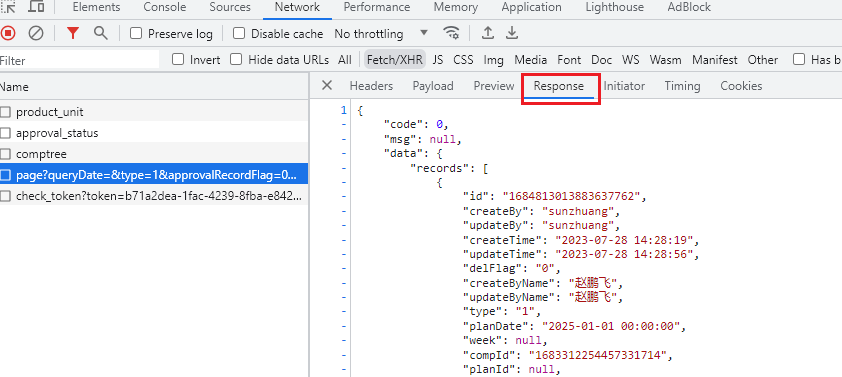 Elements Console Sources Network Performance Memory Application Lighthouse AdBlock
Preserve log Disable cache No throttling
Filter Invert Hide data URLs All Fetch/XHR JS CSS Img Media Font Doc WS Wasm Manifest Other Has b
Name
product_unit
approval_status
comptree
page?queryDate=&type=1&approvalRecordFlag=0...
check_token?token=b71a2dea-1fac-4239-8fba-e842...
Headers Payload Preview Response Initiator Timing Cookies
1 {
- "code": 0,
- "msg": null,
- "data": {
- "records": [
- {
- "id": "1684813013883637762",
- "createBy": "sunzhuang",
- "updateBy": "sunzhuang",
- "createTime": "2023-07-28 14:28:19",
- "updateTime": "2023-07-28 14:28:56",
- "delFlag": "0",
- "createByName": "赵鹏飞",
- "updateByName": "赵鹏飞",
- "type": "1",
- "planDate": "2025-01-01 00:00:00",
- "week": null,
- "compId": "1683312254457331714",
- "planId": null,